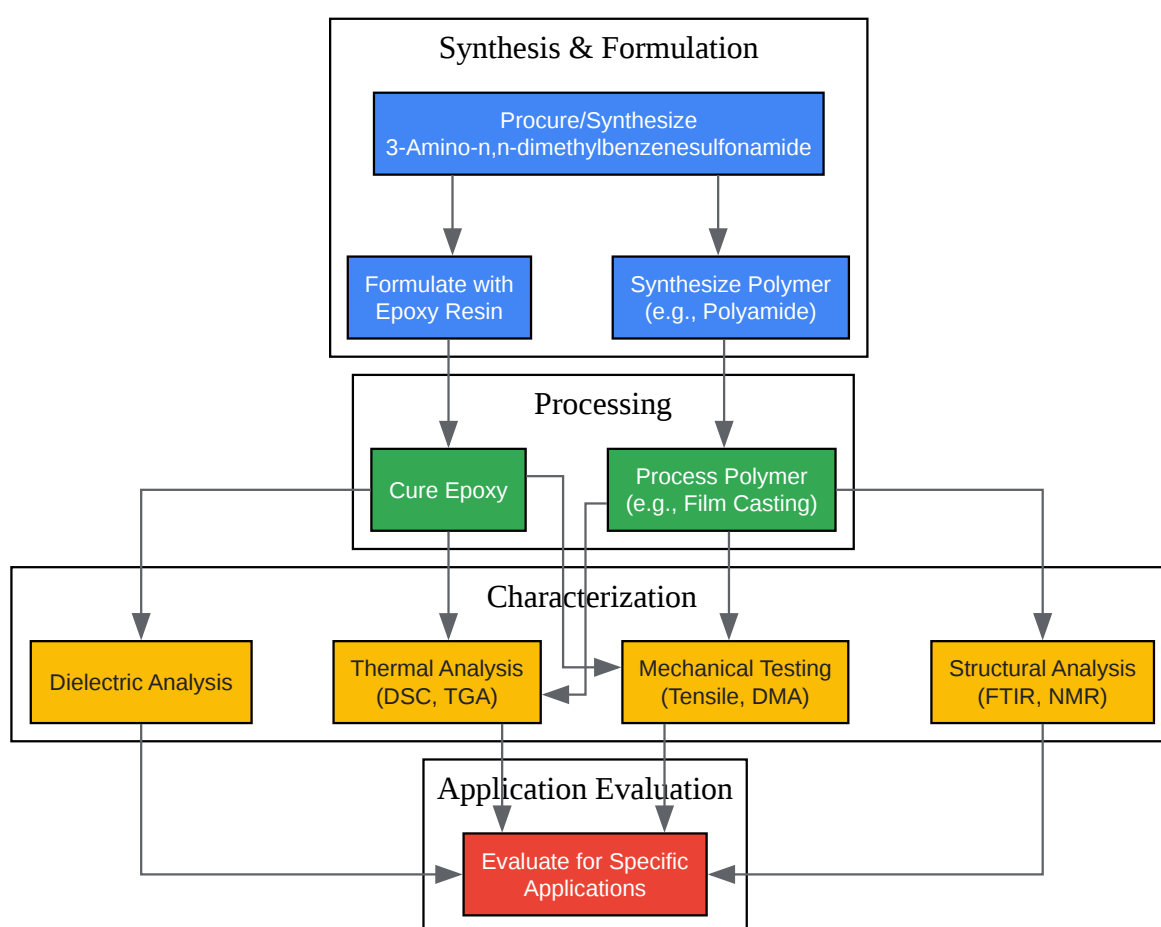 Synthesis & Formulation
Procure/Synthesize
3-Amino-n,n-dimethylbenzenesulfonamide
Formulate with
Epoxy Resin
Synthesize Polymer
(e.g., Polyamide)
Processing
Cure Epoxy
Process Polymer
(e.g., Film Casting)
Characterization
Dielectric Analysis
Thermal Analysis
(DSC, TGA)
Mechanical Testing
(Tensile, DMA)
Structural Analysis
(FTIR, NMR)
Application Evaluation
Evaluate for Specific
Applications